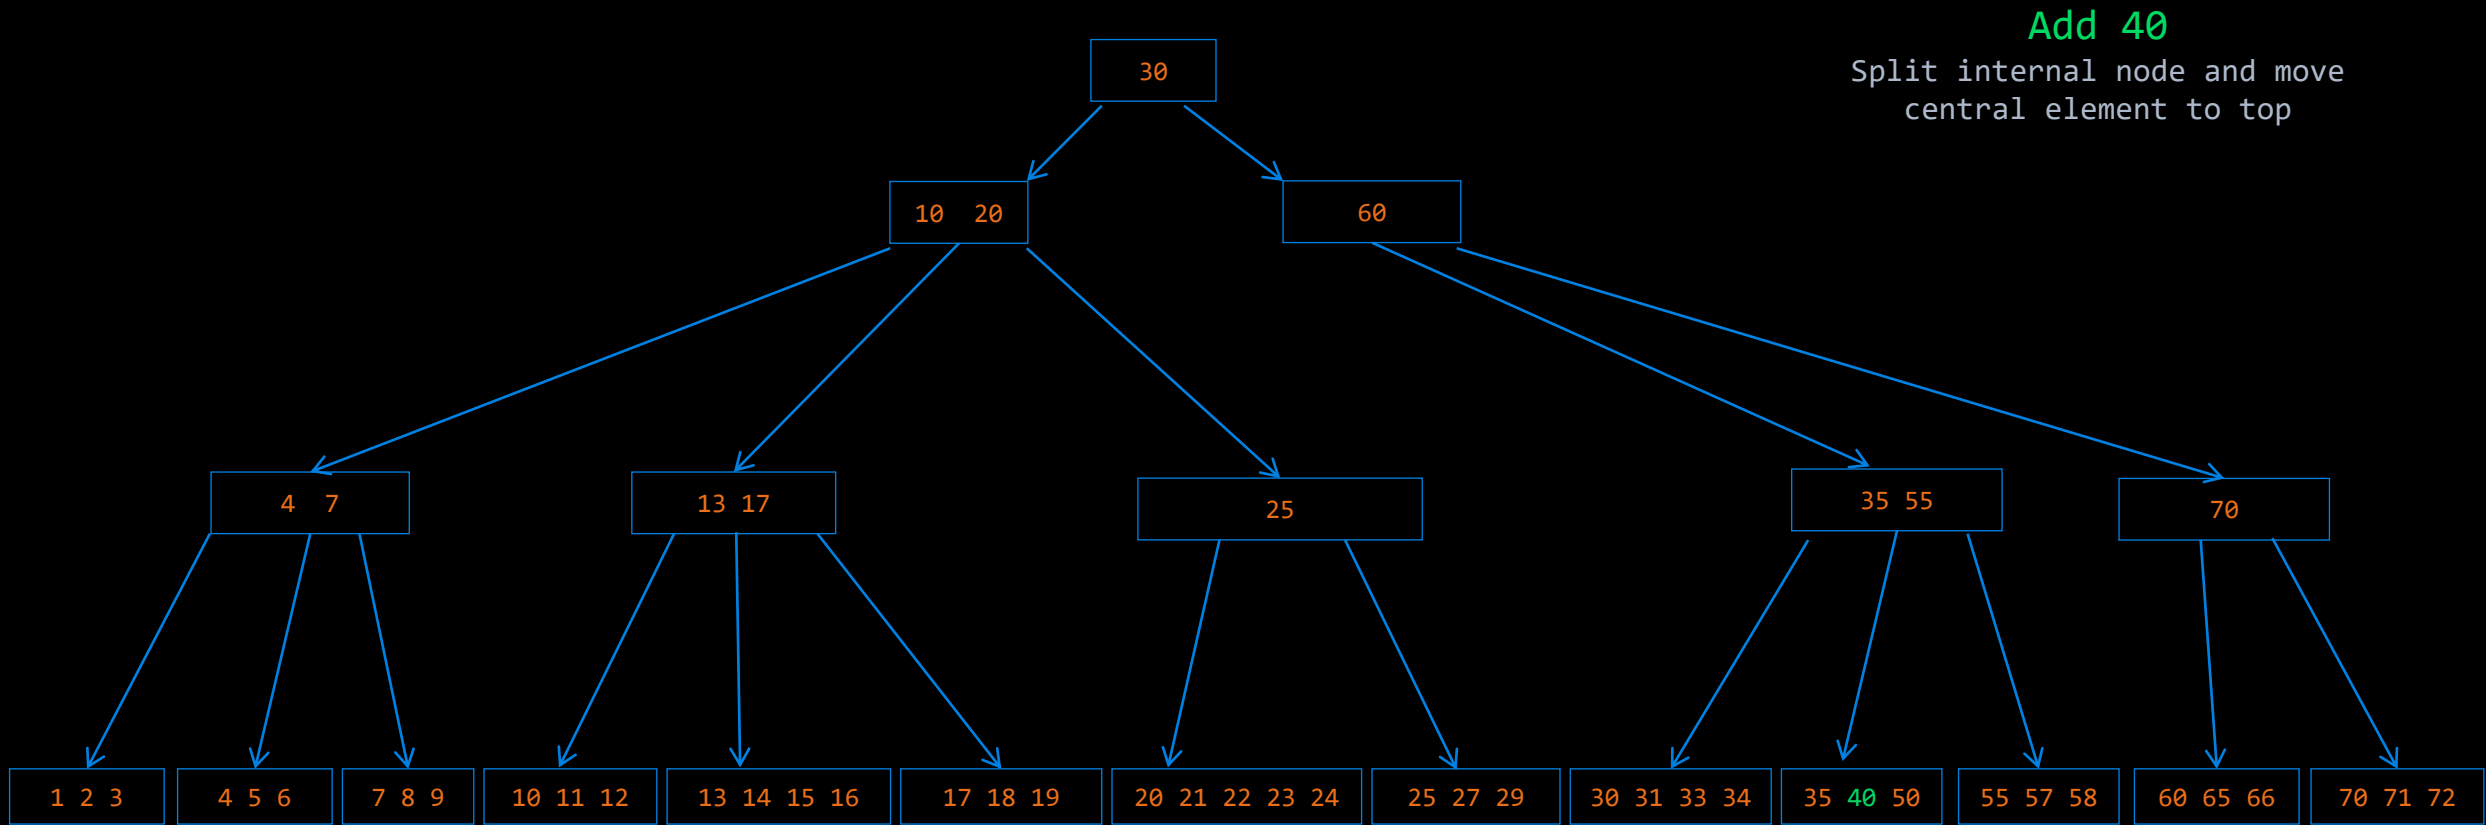 Add 40
Split internal node and move
central element to top
30
10 20
60
4 7
13 17
25
35 55
70
1 2 3
4 5 6
7 8 9
10 11 12
13 14 15 16
17 18 19
20 21 22 23 24
25 27 29
30 31 33 34
35 40 50
55 57 58
60 65 66
70 71 72